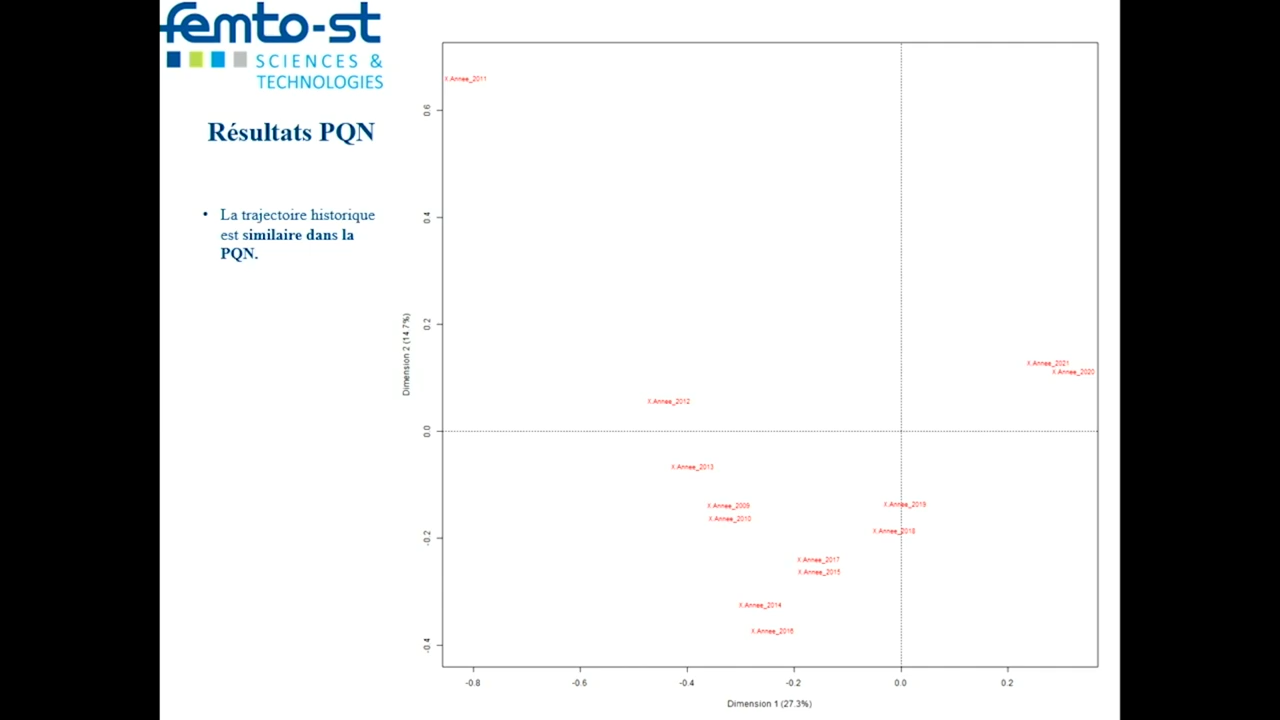 femto-st
SCIENCES &
TECHNOLOGIES
Résultats PQN
• La trajectoire historique
est similaire dans la
PQN.
X.Annee_2011
X.Annee_2021
X.Annee_2020
X.Annee_2012
X.Annee_2013
X.Annee_2009
X.Annee_2010
X.Annee_2019
X.Annee_2018
X.Annee_2017
X.Annee_2015
X.Annee_2014
X.Annee_2016
0.6
0.4
0.2
0.0
-0.2
-0.4
Dimension 2 (14.7%)
-0.8 -0.6 -0.4 -0.2 0.0 0.2
Dimension 1 (27.3%)